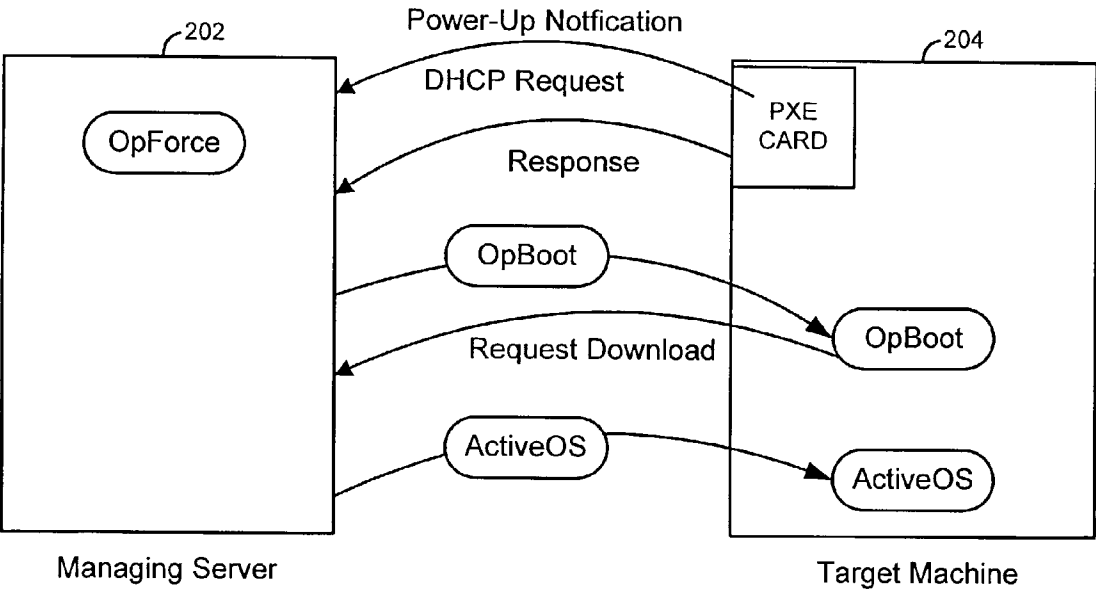 Power-Up Notfication
202
204
DHCP Request
PXE
CARD
OpForce
Response
OpBoot
OpBoot
Request Download
ActiveOS
ActiveOS
Managing Server
Target Machine